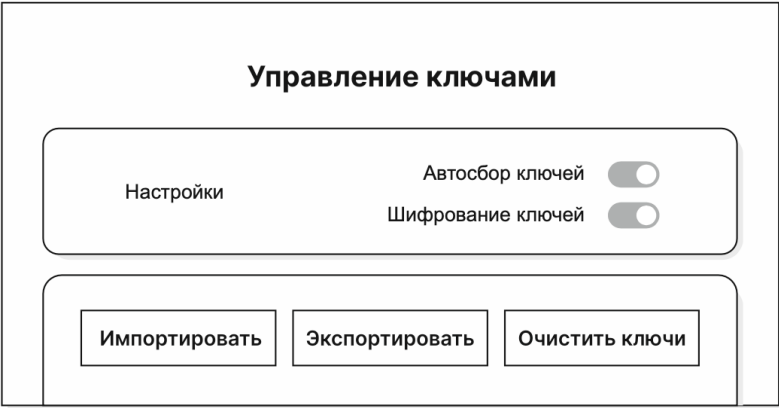 Управление ключами
Настройки
Автосбор ключей
Шифрование ключей
Импортировать
Экспортировать
Очистить ключи